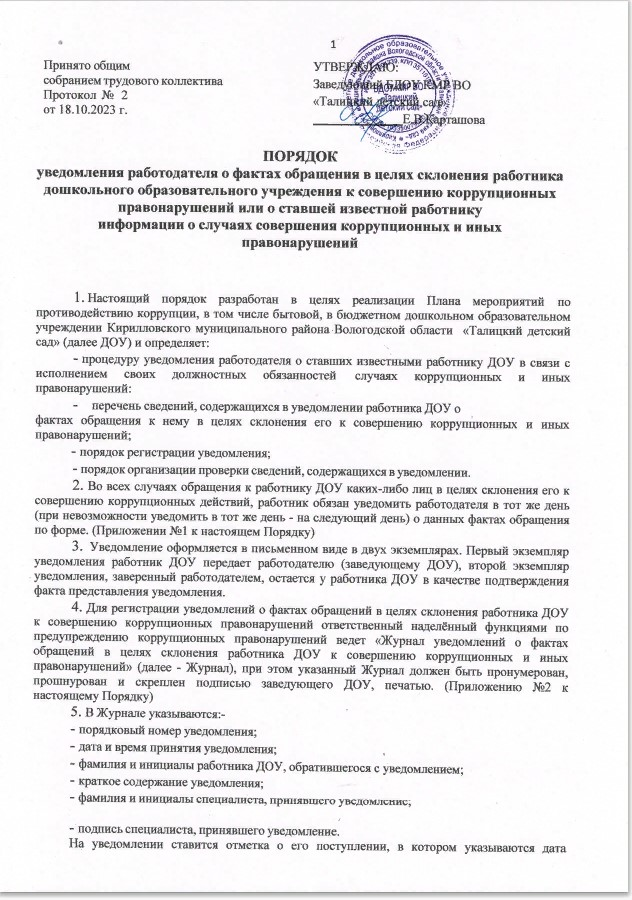 1
Принято общим
собранием трудового коллектива
Протокол № 2
от 18.10.2023 г.
УТВЕРЖДАЮ:
Заведующий БДОУ КМР ВО
«Талицкий детский сад»
Е.В.Карташова
ПОРЯДОК
уведомления работодателя о фактах обращения в целях склонения работника
дошкольного образовательного учреждения к совершению коррупционных
правонарушений или о ставшей известной работнику
информации о случаях совершения коррупционных и иных
правонарушений
1. Настоящий порядок разработан в целях реализации Плана мероприятий по
противодействию коррупции, в том числе бытовой, в бюджетном дошкольном образовательном
учреждении Кирилловского муниципального района Вологодской области «Талицкий детский
сад» (далее ДОУ) и определяет:
- процедуру уведомления работодателя о ставших известными работнику ДОУ в связи с
исполнением своих должностных обязанностей случаях коррупционных и иных
правонарушений:
- перечень сведений, содержащихся в уведомлении работника ДОУ о
фактах обращения к нему в целях склонения его к совершению коррупционных и иных
правонарушений;
- порядок регистрации уведомления;
- порядок организации проверки сведений, содержащихся в уведомлении.
2. Во всех случаях обращения к работнику ДОУ каких-либо лиц в целях склонения его к
совершению коррупционных действий, работник обязан уведомить работодателя в тот же день
(при невозможности уведомить в тот же день - на следующий день) о данных фактах обращения
по форме. (Приложении №1 к настоящем Порядку)
3. Уведомление оформляется в письменном виде в двух экземплярах. Первый экземпляр
уведомления работник ДОУ передает работодателю (заведующему ДОУ), второй экземпляр
уведомления, заверенный работодателем, остается у работника ДОУ в качестве подтверждения
факта представления уведомления.
4. Для регистрации уведомлений о фактах обращений в целях склонения работника ДОУ
к совершению коррупционных правонарушений ответственный наделённый функциями по
предупреждению коррупционных правонарушений ведет «Журнал уведомлений о фактах
обращений в целях склонения работника ДОУ к совершению коррупционных и иных
правонарушений» (далее - Журнал), при этом указанный Журнал должен быть пронумерован,
прошнурован и скреплен подписью заведующего ДОУ, печатью. (Приложению №2 к
настоящему Порядку)
5. В Журнале указываются:-
- порядковый номер уведомления;
- дата и время принятия уведомления;
- фамилия и инициалы работника ДОУ, обратившегося с уведомлением;
- краткое содержание уведомления;
- фамилия и инициалы специалиста, принявшего уведомление;
- подпись специалиста, принявшего уведомление.
На уведомлении ставится отметка о его поступлении, в котором указываются дата